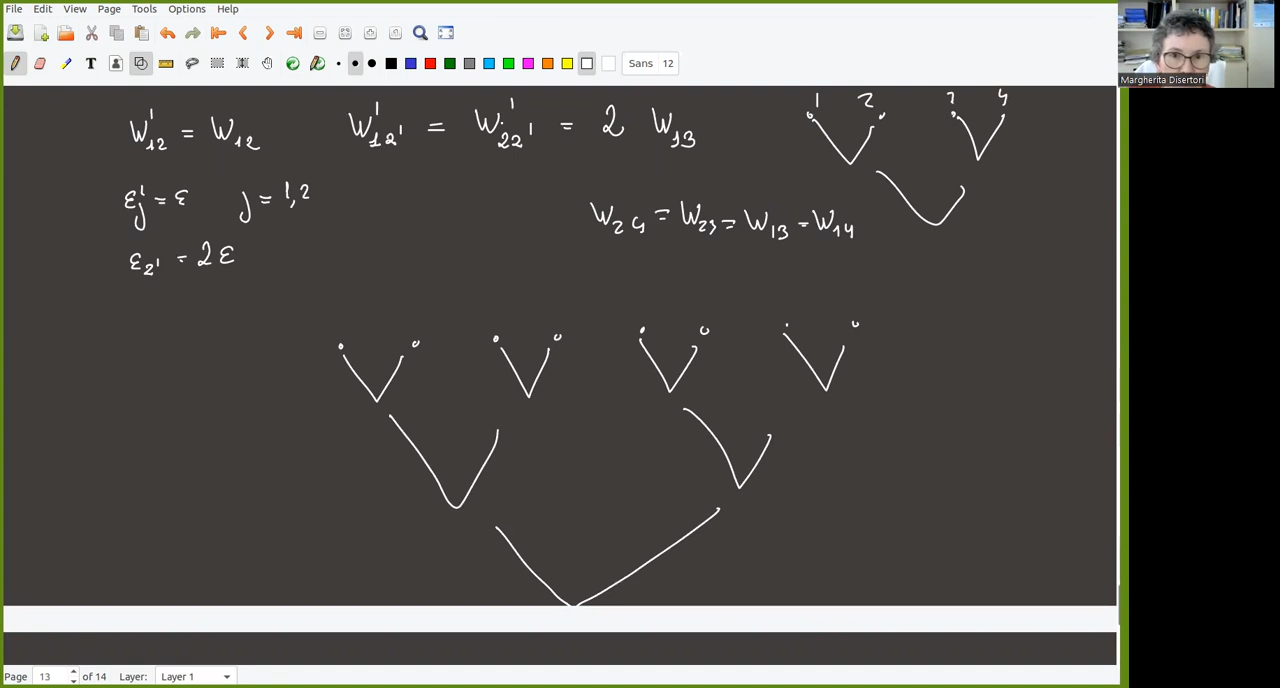 File Edit View Page Tools Options Help
Margherita Disertori
Sans 12
1 2 3 4
W'₁₂ = W₁₂ W'₁₂' = W'₂₂' = 2 W₁₃
ε'ⱼ = ε j = 1,2
W₂₄ = W₂₃ = W₁₃ = W₁₄
ε₂' = 2ε
Page 13 of 14 Layer: Layer 1